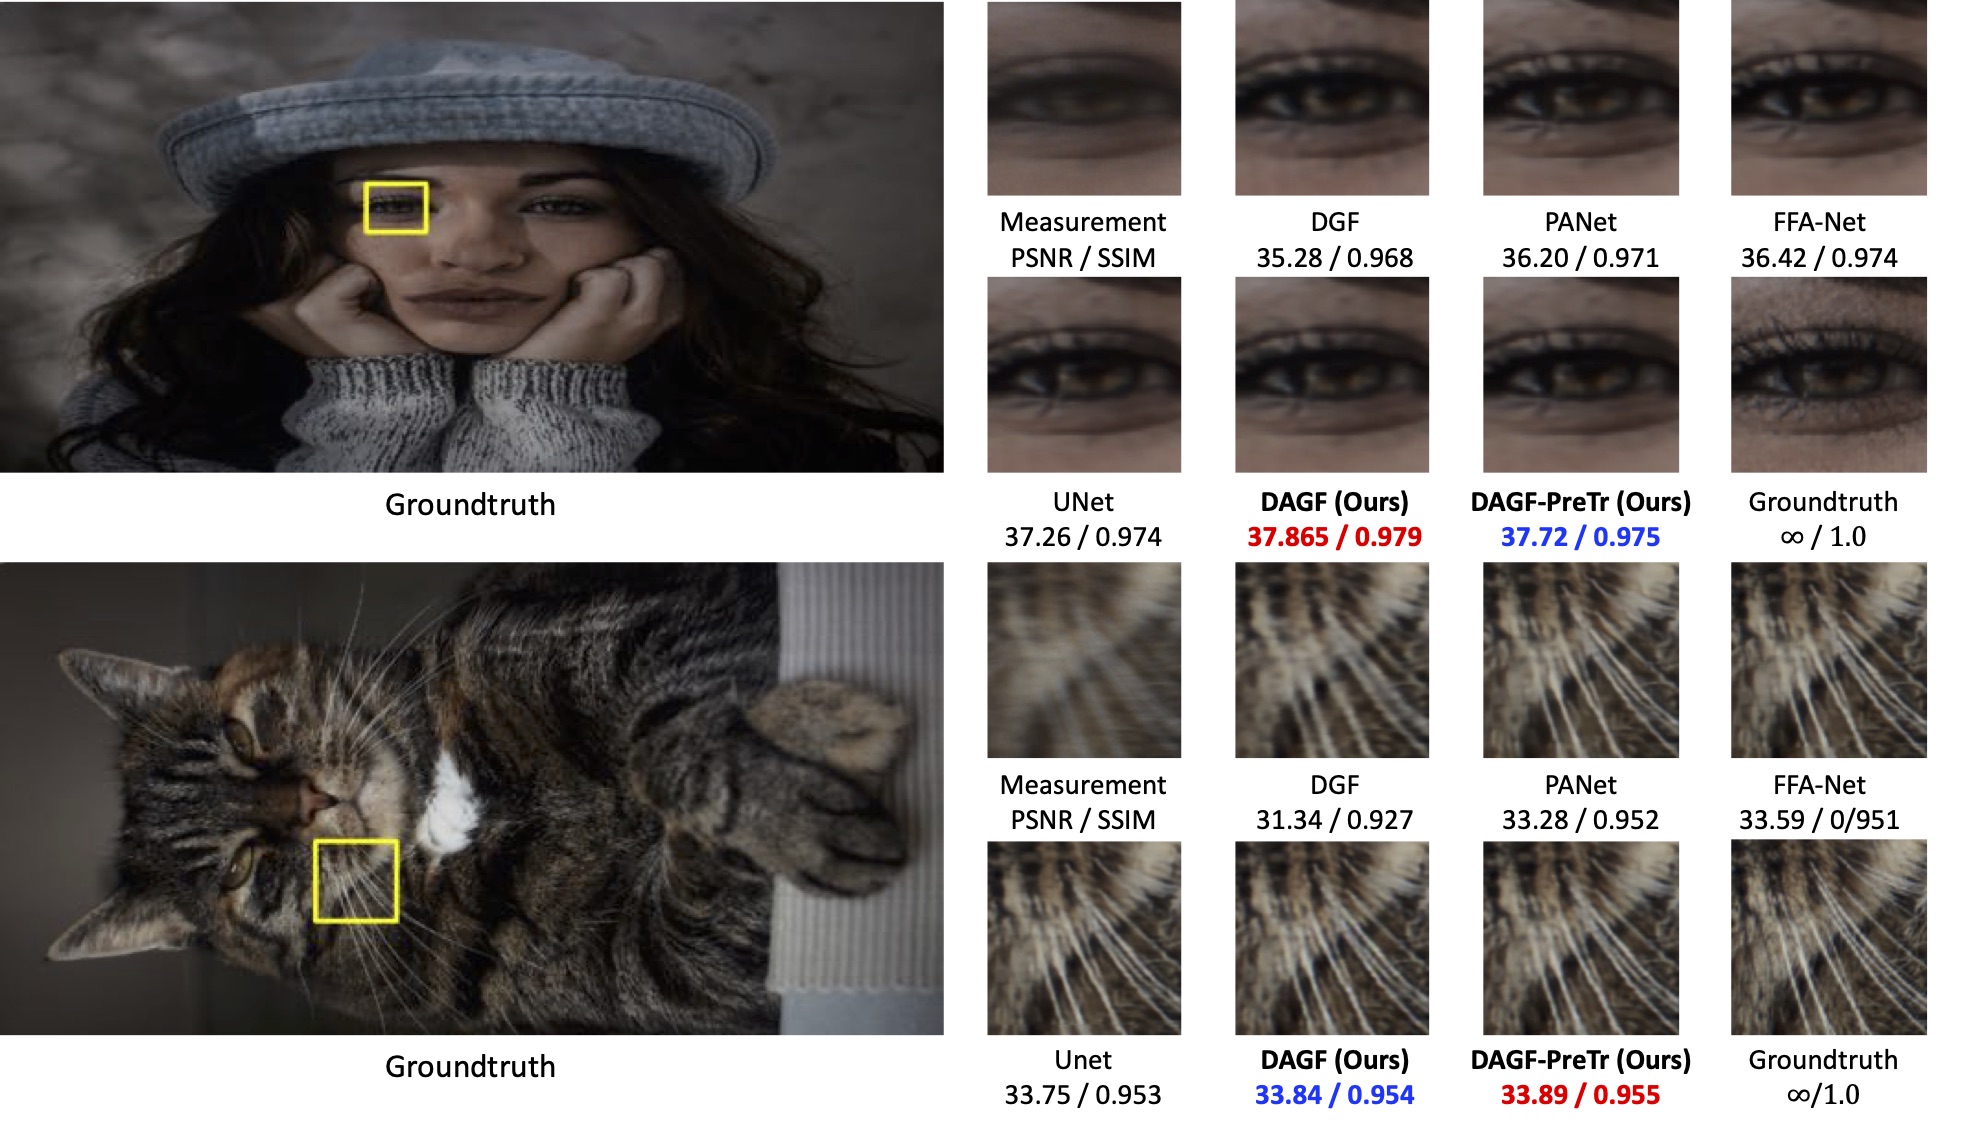 Measurement DGF PANet FFA-Net
PSNR / SSIM 35.28 / 0.968 36.20 / 0.971 36.42 / 0.974
Groundtruth
UNet DAGF (Ours) DAGF-PreTr (Ours) Groundtruth
37.26 / 0.974 37.865 / 0.979 37.72 / 0.975 ∞ / 1.0
Measurement DGF PANet FFA-Net
PSNR / SSIM 31.34 / 0.927 33.28 / 0.952 33.59 / 0/951
Groundtruth
Unet DAGF (Ours) DAGF-PreTr (Ours) Groundtruth
33.75 / 0.953 33.84 / 0.954 33.89 / 0.955 ∞/1.0